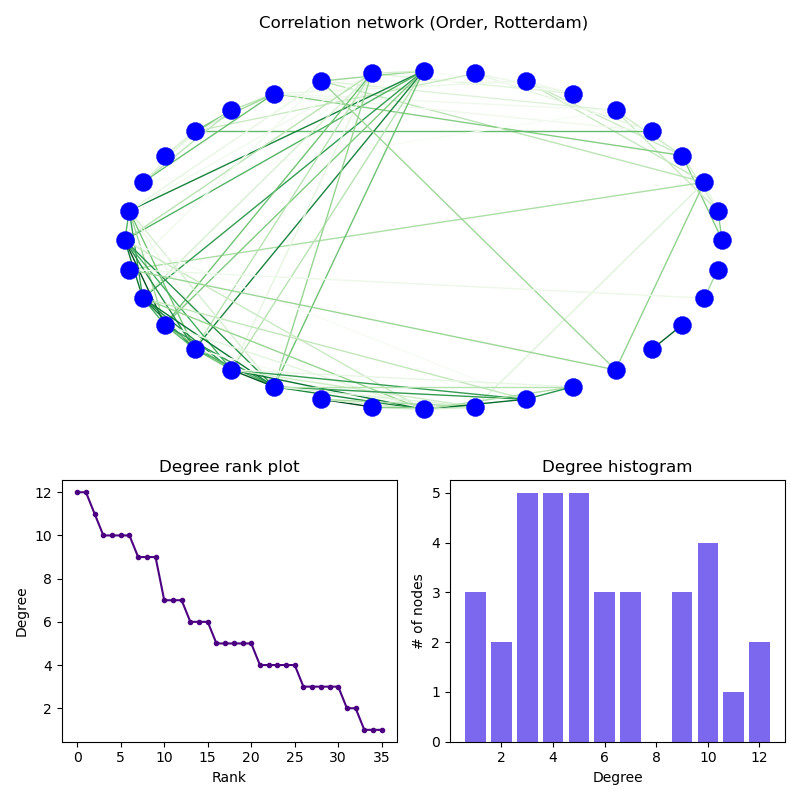 Correlation network (Order, Rotterdam)
Degree rank plot
Degree histogram
12
10
8
6
4
2
Degree
0 5 10 15 20 25 30 35
Rank
5
4
3
2
1
0
# of nodes
2 4 6 8 10 12
Degree